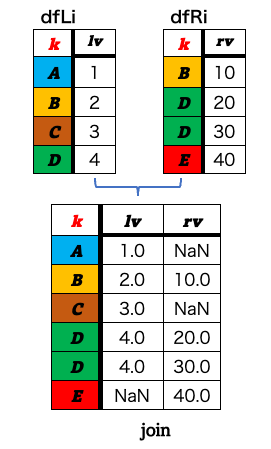 dfLi dfRi
k lv k rv
A 1 B 10
B 2 D 20
C 3 D 30
D 4 E 40
k lv rv
A 1.0 NaN
B 2.0 10.0
C 3.0 NaN
D 4.0 20.0
D 4.0 30.0
E NaN 40.0
join